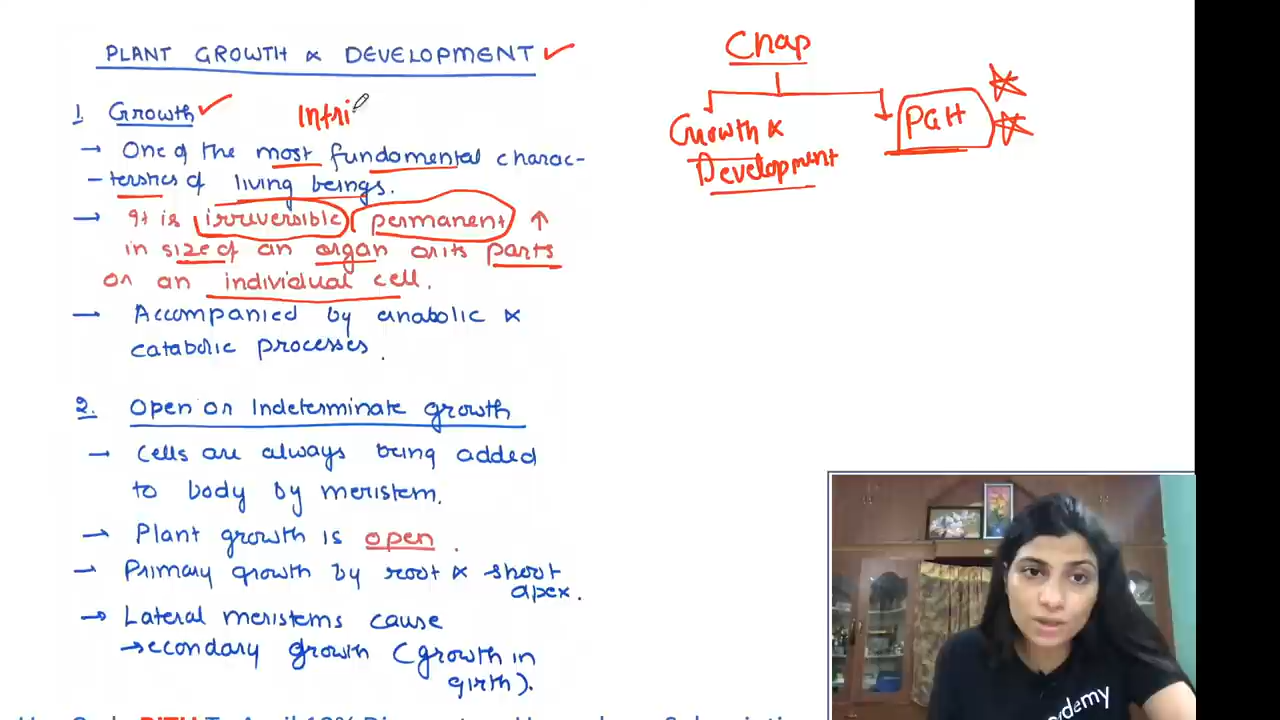 PLANT GROWTH & DEVELOPMENT
1. Growth
Intri
→ One of the most fundamental charac-
-teristics of living beings.
→ It is irreversible permanent ↑
in size of an organ or its parts
or an individual cell.
→ Accompanied by anabolic &
catabolic processes.
2. Open or Indeterminate growth
→ Cells are always being added
to body by meristem.
→ Plant growth is open.
→ Primary growth by root & shoot
apex.
→ Lateral meristems cause
→ secondary growth (growth in
girth).
Chap
Growth &
Development
PGH